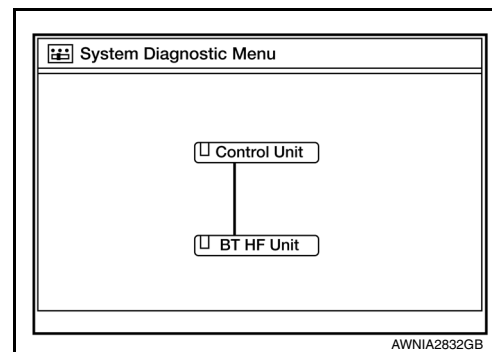 System Diagnostic Menu
Control Unit
BT HF Unit
AWNIA2832GB